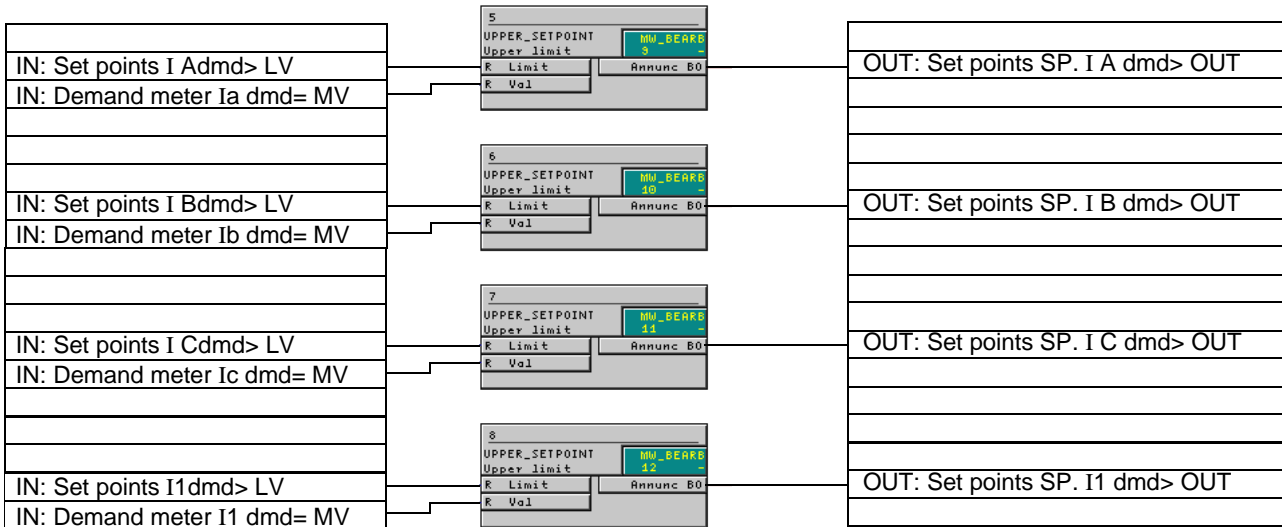 5
UPPER_SETPOINT MW_BEARB
Upper limit 9 -
IN: Set points I Admd> LV
R Limit Annunc BO
OUT: Set points SP. I A dmd> OUT
IN: Demand meter Ia dmd= MV
R Val
6
UPPER_SETPOINT MW_BEARB
Upper limit 10 -
IN: Set points I Bdmd> LV
R Limit Annunc BO
OUT: Set points SP. I B dmd> OUT
IN: Demand meter Ib dmd= MV
R Val
7
UPPER_SETPOINT MW_BEARB
Upper limit 11 -
IN: Set points I Cdmd> LV
R Limit Annunc BO
OUT: Set points SP. I C dmd> OUT
IN: Demand meter Ic dmd= MV
R Val
8
UPPER_SETPOINT MW_BEARB
Upper limit 12 -
IN: Set points I1dmd> LV
R Limit Annunc BO
OUT: Set points SP. I1 dmd> OUT
IN: Demand meter I1 dmd= MV
R Val